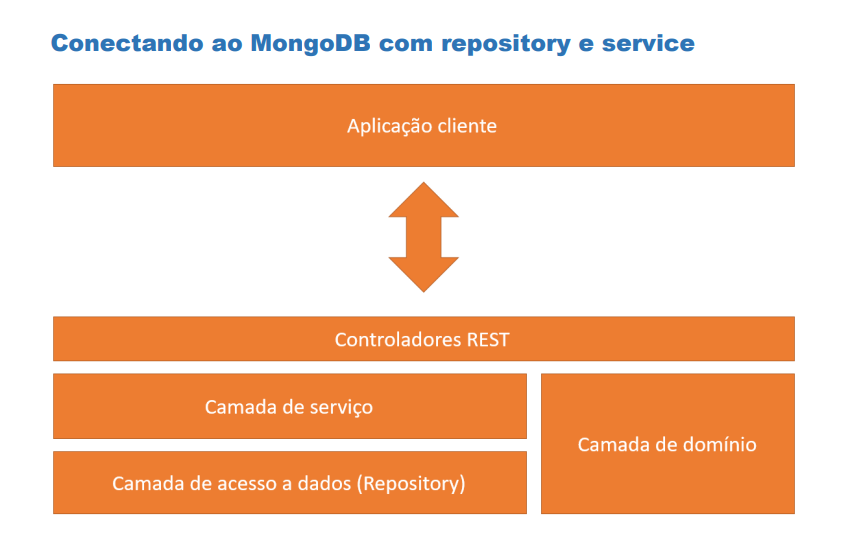 Conectando ao MongoDB com repository e service
Aplicação cliente
Controladores REST
Camada de serviço
Camada de domínio
Camada de acesso a dados (Repository)